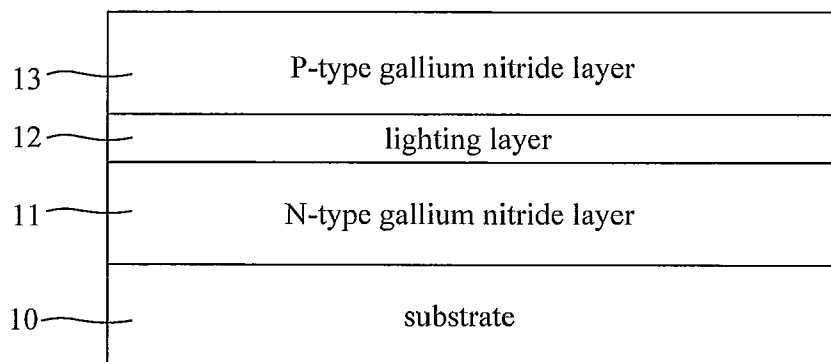 13 P-type gallium nitride layer
12 lighting layer
11 N-type gallium nitride layer
10 substrate